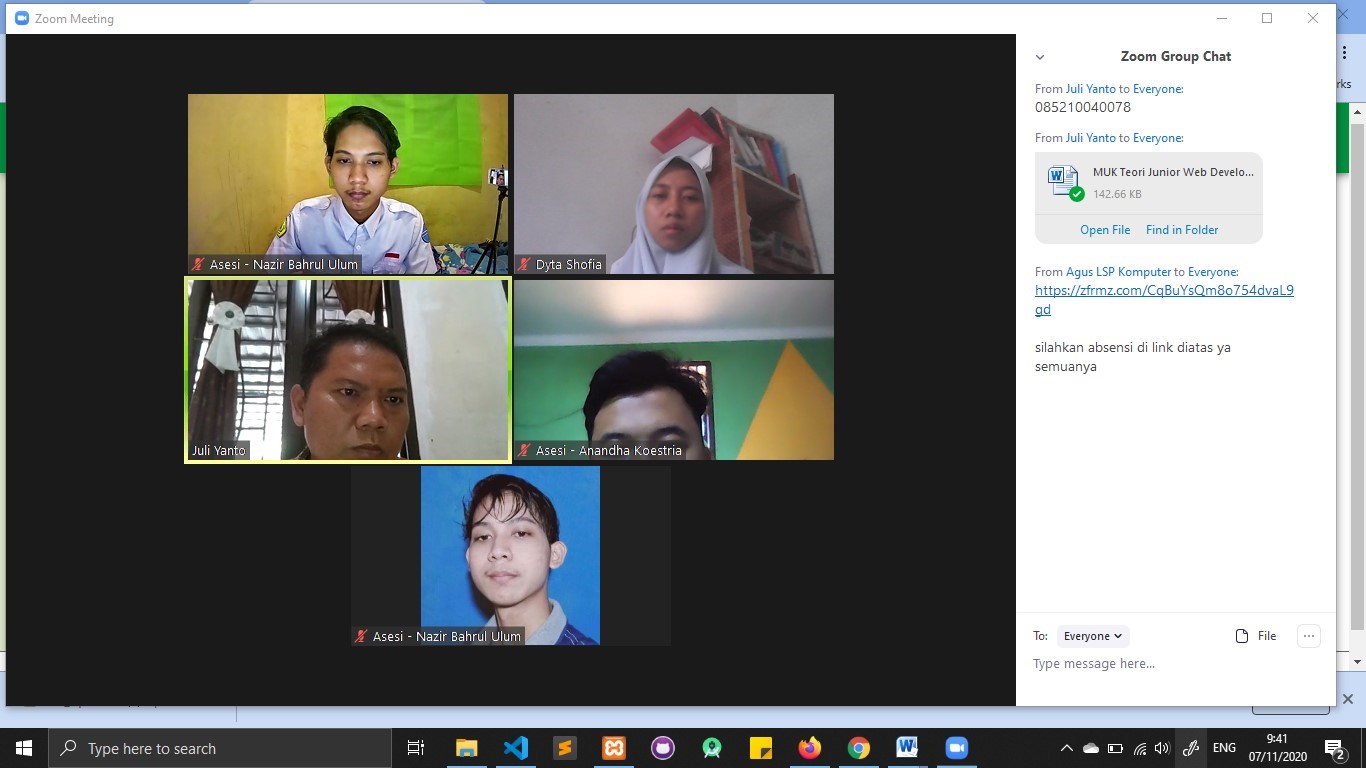 Zoom Meeting
Zoom Group Chat
From Juli Yanto to Everyone:
085210040078
From Juli Yanto to Everyone:
MUK Teori Junior Web Develo...
142.66 KB
Open File Find in Folder
From Agus LSP Komputer to Everyone:
https://zfrmz.com/CqBuYsQm8o754dvaL9
gd
silahkan absensi di link diatas ya
semuanya
Asesi - Nazir Bahrul Ulum
Dyta Shofia
Juli Yanto
Asesi - Anandha Koestria
Asesi - Nazir Bahrul Ulum
To: Everyone File
Type message here...
rks
Type here to search
ENG
9:41
07/11/2020
2